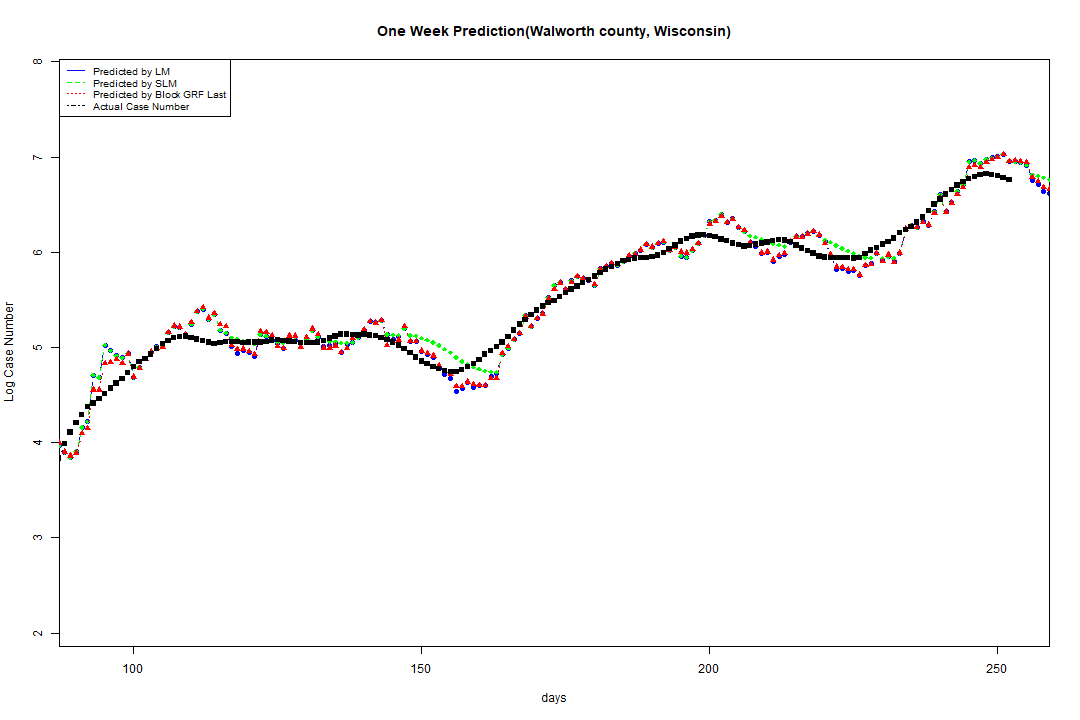 One Week Prediction(Walworth county, Wisconsin)
Predicted by LM
Predicted by SLM
Predicted by Block GRF Last
Actual Case Number
8
7
6
5
4
3
2
Log Case Number
100 150 200 250
days